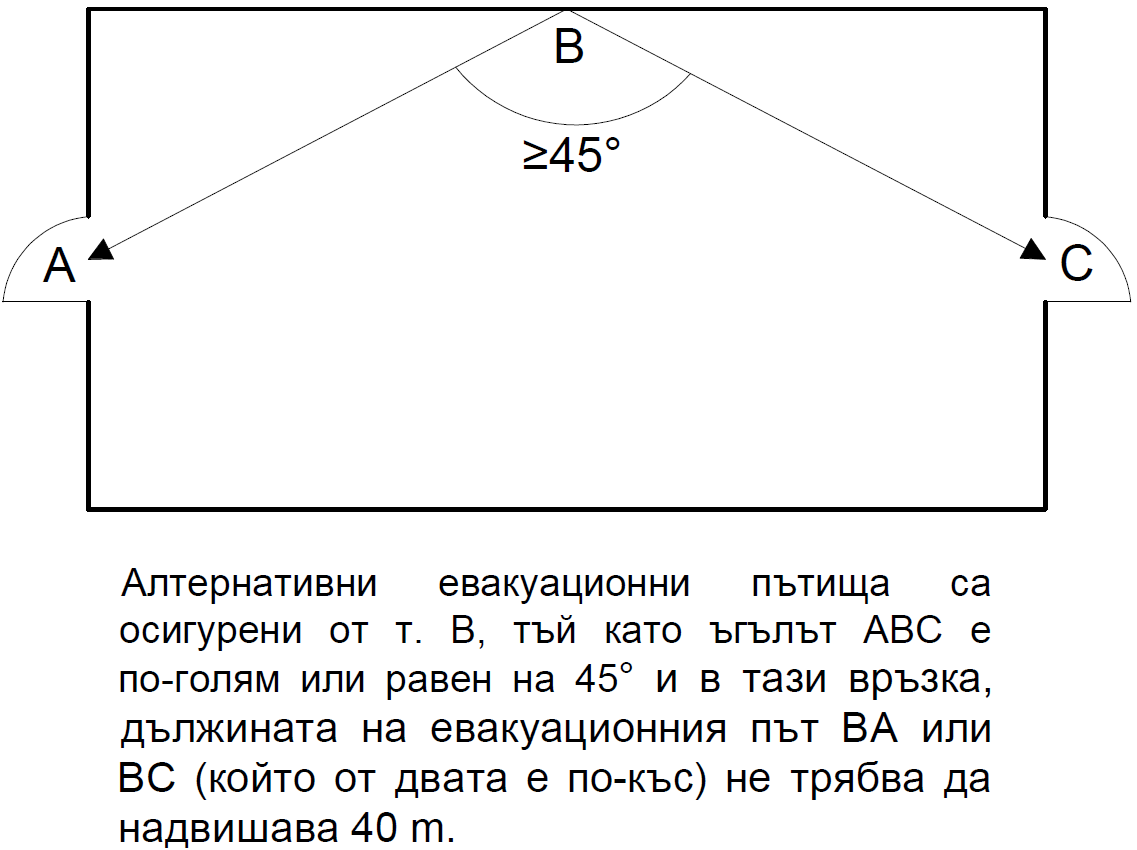 B
≥45°
A
C
Алтернативни евакуационни пътища са
осигурени от т. B, тъй като ъгълът ABC е
по-голям или равен на 45° и в тази връзка,
дължината на евакуационния път BA или
BC (който от двата е по-къс) не трябва да
надвишава 40 m.